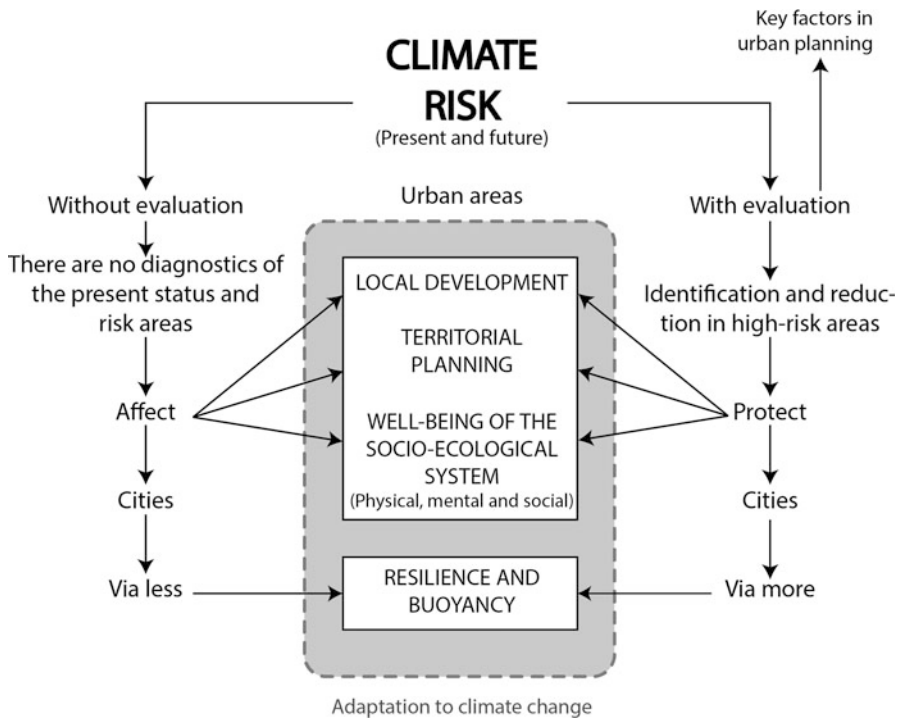 Key factors in
urban planning
CLIMATE
RISK
(Present and future)
Without evaluation
There are no diagnostics of
the present status and
risk areas
Affect
Cities
Via less
Urban areas
LOCAL DEVELOPMENT
TERRITORIAL
PLANNING
WELL-BEING OF THE
SOCIO-ECOLOGICAL
SYSTEM
(Physical, mental and social)
RESILIENCE AND
BUOYANCY
With evaluation
Identification and reduc-
tion in high-risk areas
Protect
Cities
Via more
Adaptation to climate change